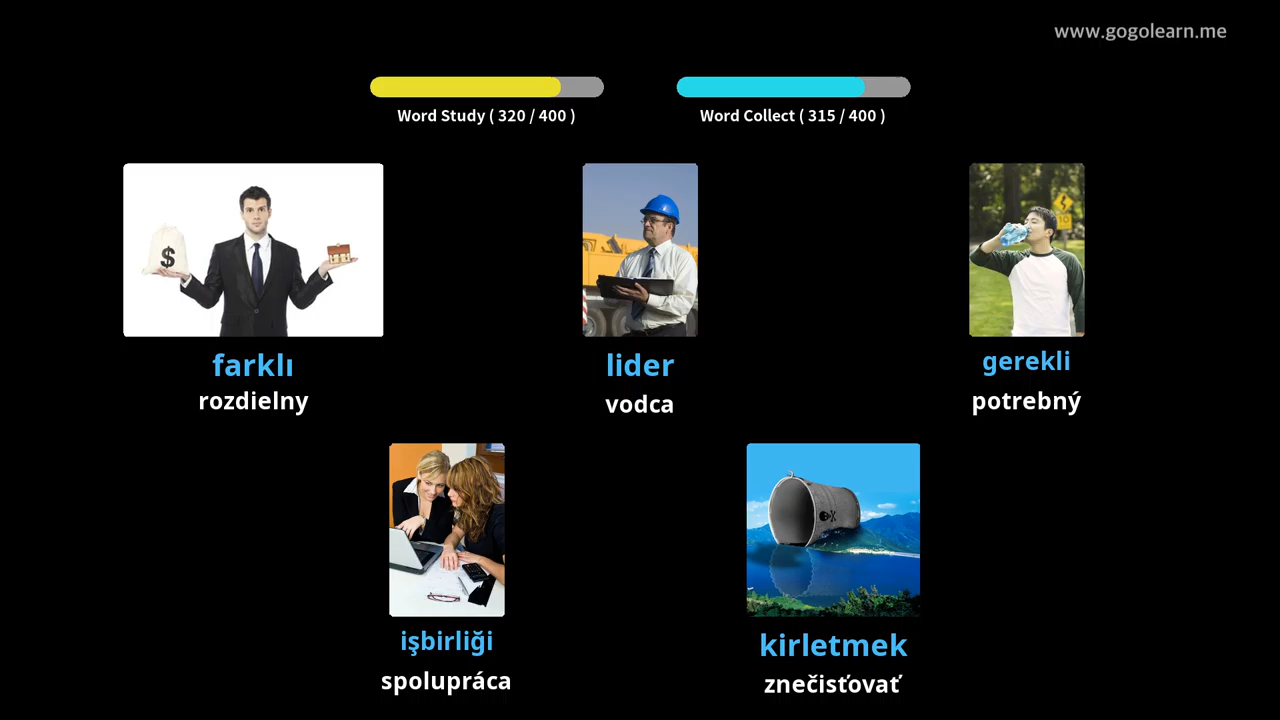 www.gogolearn.me
Word Study ( 320 / 400 )
Word Collect ( 315 / 400 )
$
farklı
lider
gerekli
rozdielny
vodca
potrebný
işbirliği
kirletmek
spolupráca
znečisťovať